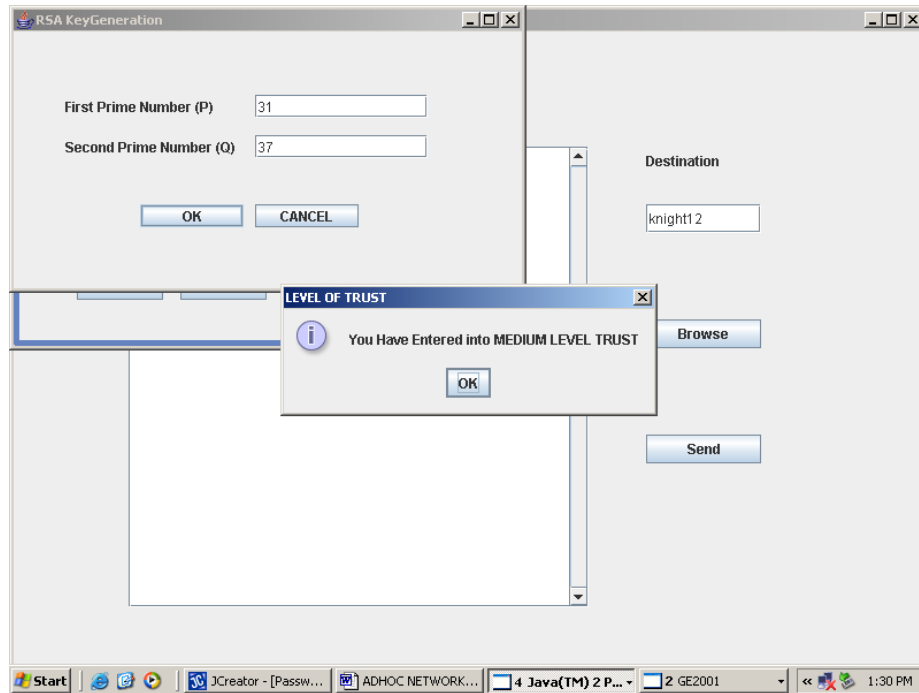 RSA KeyGeneration
First Prime Number (P)
31
Second Prime Number (Q)
37
OK
CANCEL
Destination
knight12
LEVEL OF TRUST
i
You Have Entered into MEDIUM LEVEL TRUST
OK
Browse
Send
Start
JCreator - [Passw...
ADHOC NETWORK...
4 Java(TM) 2 P...
2 GE2001
«
1:30 PM